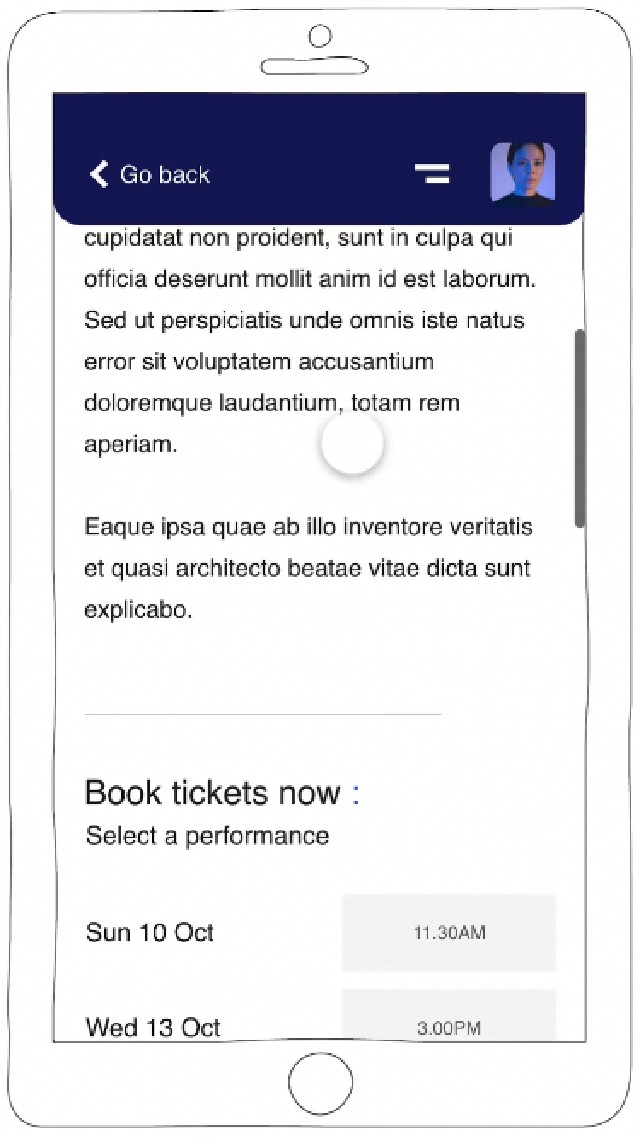 Go back
cupidatat non proident, sunt in culpa qui
officia deserunt mollit anim id est laborum.
Sed ut perspiciatis unde omnis iste natus
error sit voluptatem accusantium
doloremque laudantium, totam rem
aperiam.
Eaque ipsa quae ab illo inventore veritatis
et quasi architecto beatae vitae dicta sunt
explicabo.
Book tickets now :
Select a performance
Sun 10 Oct 11.30AM
Wed 13 Oct 3.00PM